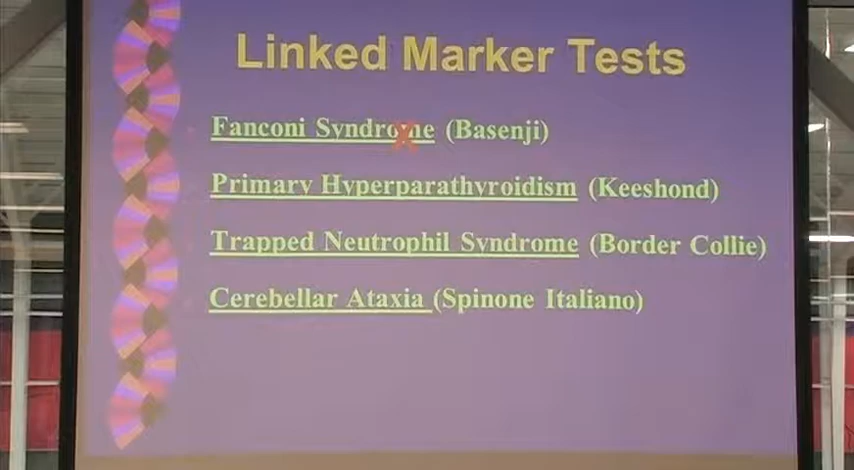 Linked Marker Tests
Fanconi Syndrome (Basenji)
Primary Hyperparathyroidism (Keeshond)
Trapped Neutrophil Syndrome (Border Collie)
Cerebellar Ataxia (Spinone Italiano)